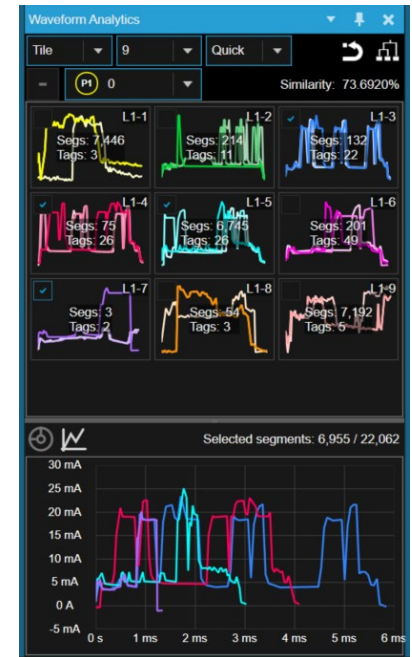 Waveform Analytics
Tile 9 Quick
P1 0 Similarity: 73.6920%
L1-1
Segs: 7,446
Tags: 3
L1-2
Segs: 214
Tags: 11
L1-3
Segs: 132
Tags: 22
L1-4
Segs: 75
Tags: 26
L1-5
Segs: 6,745
Tags: 26
L1-6
Segs: 201
Tags: 49
L1-7
Segs: 3
Tags: 2
L1-8
Segs: 54
Tags: 3
L1-9
Segs: 7,192
Tags: 5
Selected segments: 6,955 / 22,062
30 mA
25 mA
20 mA
15 mA
10 mA
5 mA
0 A
-5 mA
0 s 1 ms 2 ms 3 ms 4 ms 5 ms 6 ms